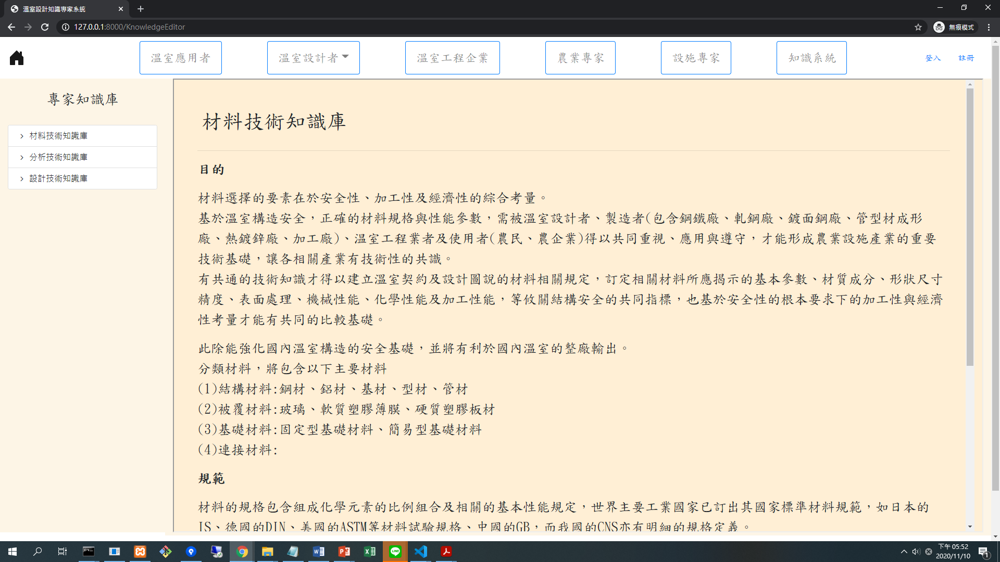 溫室設計知識專家系統
127.0.0.1:8000/KnowledgeEditor
無痕模式
溫室應用者
溫室設計者
溫室工程企業
農業專家
設施專家
知識系統
登入
註冊
專家知識庫
材料技術知識庫
分析技術知識庫
設計技術知識庫
材料技術知識庫
目的
材料選擇的要素在於安全性、加工性及經濟性的綜合考量。
基於溫室構造安全，正確的材料規格與性能參數，需被溫室設計者、製造者(包含鋼鐵廠、軋鋼廠、鍍面鋼廠、管型材成形
廠、熱鍍鋅廠、加工廠)、温室工程業者及使用者(農民、農企業)得以共同重視、應用與遵守，才能形成農業設施產業的重要
技術基礎，讓各相關產業有技術性的共識。
有共通的技術知識才得以建立溫室契約及設計圖說的材料相關規定，訂定相關材料所應揭示的基本參數、材質成分、形狀尺寸
精度、表面處理、機械性能、化學性能及加工性能，等攸關結構安全的共同指標，也基於安全性的根本要求下的加工性與經濟
性考量才能有共同的比較基礎。
此除能強化國內溫室構造的安全基礎，並將有利於國內溫室的整廠輸出。
分類材料，將包含以下主要材料
(1)結構材料:鋼材、鋁材、基材、型材、管材
(2)被覆材料:玻璃、軟質塑膠薄膜、硬質塑膠板材
(3)基礎材料:固定型基礎材料、簡易型基礎材料
(4)連接材料:
規範
材料的規格包含組成化學元素的比例組合及相關的基本性能規定，世界主要工業國家已訂出其國家標準材料規範，如日本的
IS、德國的DIN、美國的ASTM等材料試驗規格、中國的GB，而我國的CNS亦有明細的規格定義。
下午 05:52
2020/11/10
1